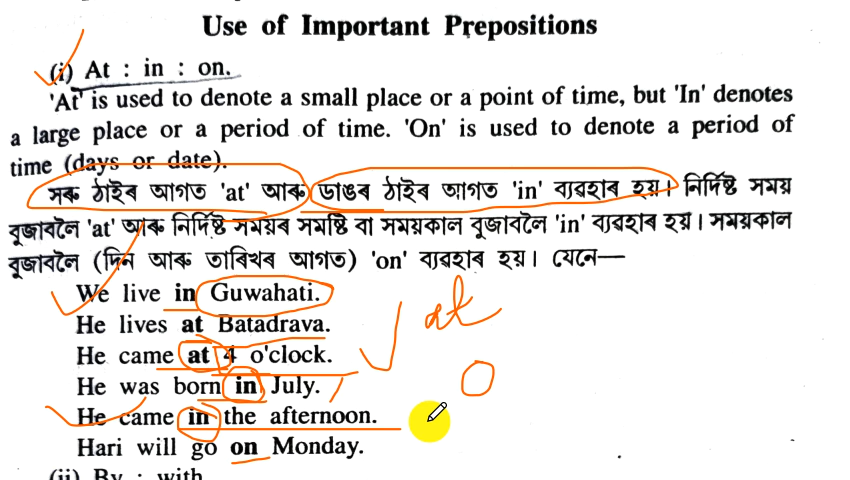 Use of Important Prepositions
(i) At : in : on.
'At' is used to denote a small place or a point of time, but 'In' denotes
a large place or a period of time. 'On' is used to denote a period of
time (days or date).
সৰু ঠাইৰ আগত 'at' আৰু ডাঙৰ ঠাইৰ আগত 'in' ব্যৱহাৰ হয়। নিৰ্দিষ্ট সময়
বুজাবলৈ 'at' আৰু নিৰ্দিষ্ট সময়ৰ সমষ্টি বা সময়কাল বুজাবলৈ 'in' ব্যৱহাৰ হয়। সময়কাল
বুজাবলৈ (দিন আৰু তাৰিখৰ আগত) 'on' ব্যৱহাৰ হয়। যেনে—
We live in Guwahati.
He lives at Batadrava.
at
He came at 4 o'clock.
He was born in July.
He came in the afternoon.
Hari will go on Monday.
(ii) By : with